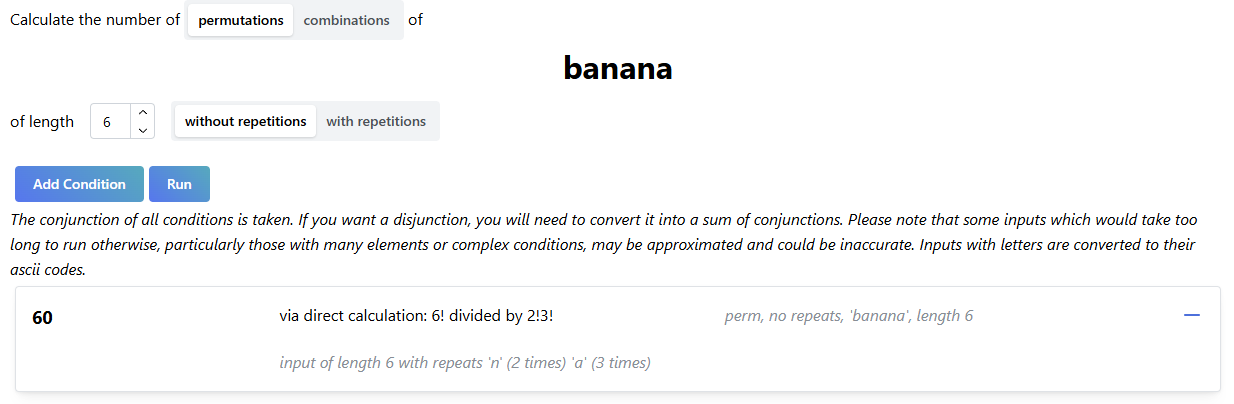 Calculate the number of permutations combinations of
banana
of length 6 without repetitions with repetitions
Add Condition Run
The conjunction of all conditions is taken. If you want a disjunction, you will need to convert it into a sum of conjunctions. Please note that some inputs which would take too
long to run otherwise, particularly those with many elements or complex conditions, may be approximated and could be inaccurate. Inputs with letters are converted to their
ascii codes.
60 via direct calculation: 6! divided by 2!3! perm, no repeats, 'banana', length 6
input of length 6 with repeats 'n' (2 times) 'a' (3 times)